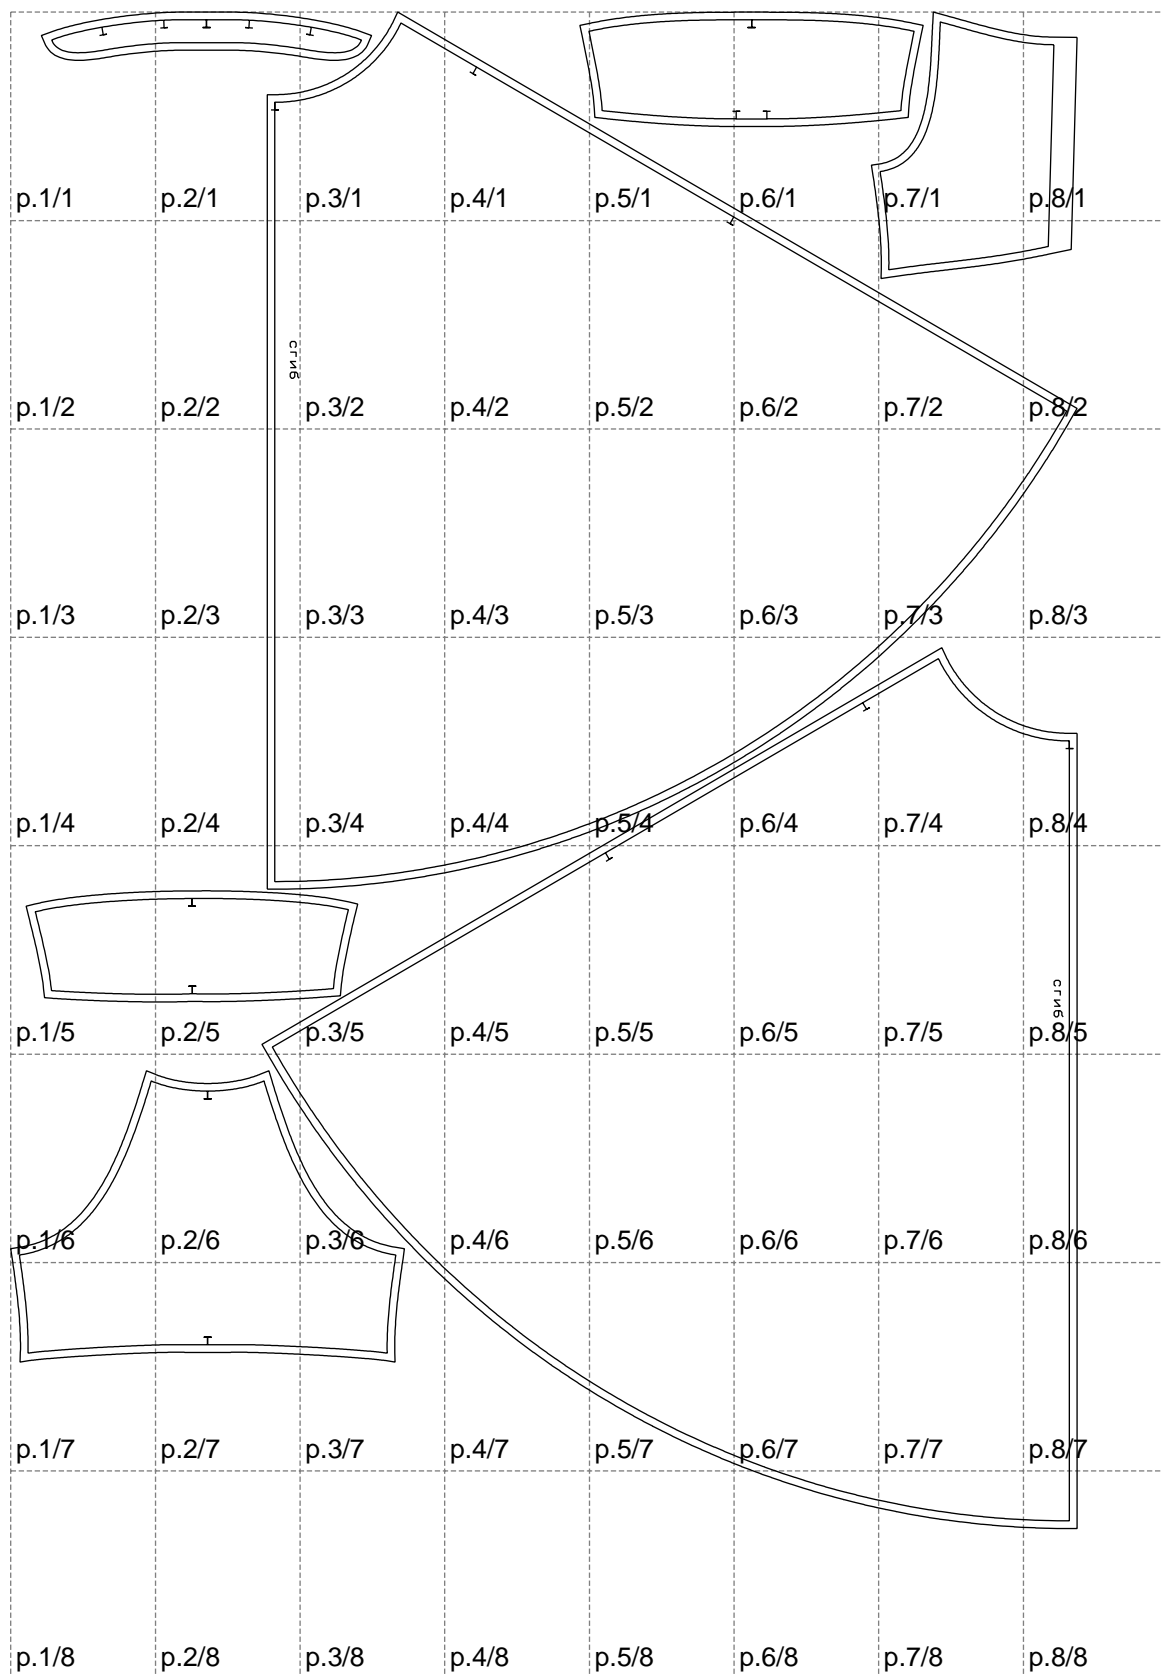 p.1/1 p.2/1 p.3/1 p.4/1 p.5/1 p.6/1 p.7/1 p.8/1
сгиб
p.1/2 p.2/2 p.3/2 p.4/2 p.5/2 p.6/2 p.7/2 p.8/2
p.1/3 p.2/3 p.3/3 p.4/3 p.5/3 p.6/3 p.7/3 p.8/3
p.1/4 p.2/4 p.3/4 p.4/4 p.5/4 p.6/4 p.7/4 p.8/4
сгиб
p.1/5 p.2/5 p.3/5 p.4/5 p.5/5 p.6/5 p.7/5 p.8/5
p.1/6 p.2/6 p.3/6 p.4/6 p.5/6 p.6/6 p.7/6 p.8/6
p.1/7 p.2/7 p.3/7 p.4/7 p.5/7 p.6/7 p.7/7 p.8/7
p.1/8 p.2/8 p.3/8 p.4/8 p.5/8 p.6/8 p.7/8 p.8/8